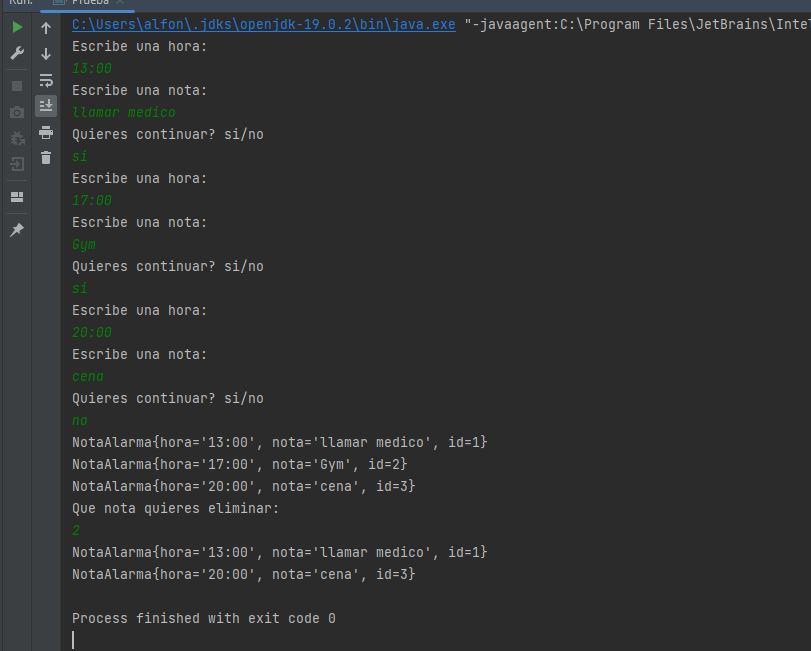 Run:
Prueba
C:\Users\alfon\.jdks\openjdk-19.0.2\bin\java.exe "-javaagent:C:\Program Files\JetBrains\Intel
Escribe una hora:
13:00
Escribe una nota:
llamar medico
Quieres continuar? si/no
si
Escribe una hora:
17:00
Escribe una nota:
Gym
Quieres continuar? si/no
si
Escribe una hora:
20:00
Escribe una nota:
cena
Quieres continuar? si/no
no
NotaAlarma{hora='13:00', nota='llamar medico', id=1}
NotaAlarma{hora='17:00', nota='Gym', id=2}
NotaAlarma{hora='20:00', nota='cena', id=3}
Que nota quieres eliminar:
2
NotaAlarma{hora='13:00', nota='llamar medico', id=1}
NotaAlarma{hora='20:00', nota='cena', id=3}
Process finished with exit code 0